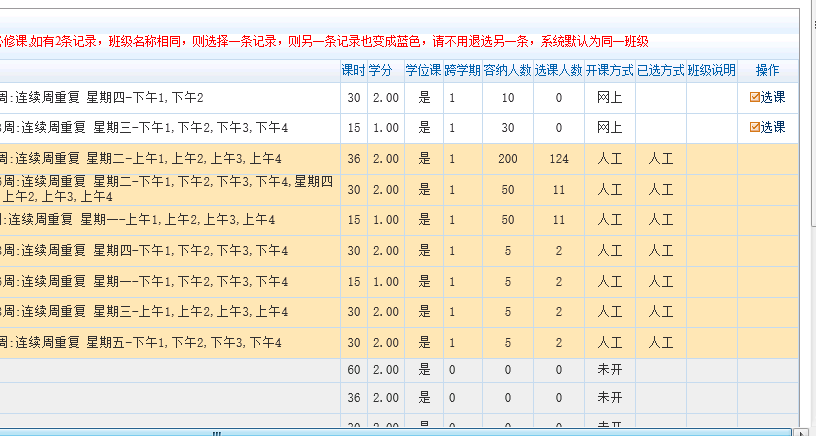 必修课,如有2条记录，班级名称相同，则选择一条记录，则另一条记录也变成蓝色，请不用退选另一条，系统默认为同一班级
课时 学分 学位课 跨学期 容纳人数 选课人数 开课方式 已选方式 班级说明 操作
周:连续周重复 星期四-下午1,下午2 30 2.00 是 1 10 0 网上 选课
周:连续周重复 星期三-下午1,下午2,下午3,下午4 15 1.00 是 1 30 0 网上 选课
周:连续周重复 星期二-上午1,上午2,上午3,上午4 36 2.00 是 1 200 124 人工 人工
周:连续周重复 星期二-下午1,下午2,下午3,下午4,星期四
上午2,上午3,上午4 30 2.00 是 1 50 11 人工 人工
:连续周重复 星期一-上午1,上午2,上午3,上午4 15 1.00 是 1 50 11 人工 人工
周:连续周重复 星期四-下午1,下午2,下午3,下午4 30 2.00 是 1 5 2 人工 人工
周:连续周重复 星期一-下午1,下午2,下午3,下午4 15 1.00 是 1 5 2 人工 人工
周:连续周重复 星期三-上午1,上午2,上午3,上午4 30 2.00 是 1 5 2 人工 人工
周:连续周重复 星期五-下午1,下午2,下午3,下午4 30 2.00 是 1 5 2 人工 人工
60 2.00 是 0 0 0 未开
36 2.00 是 0 0 0 未开
30 2.00 是 0 0 0 未开